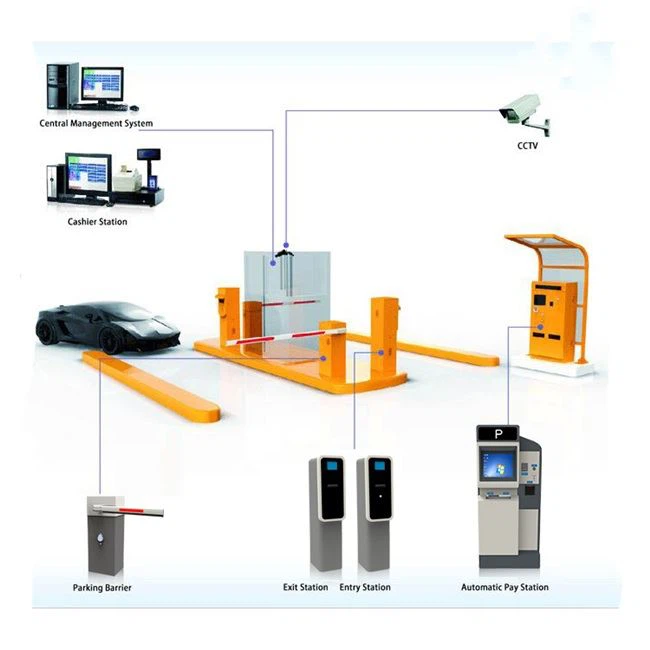 Central Management System
CCTV
Cashier Station
P
Parking Barrier
Exit Station
Entry Station
Automatic Pay Station